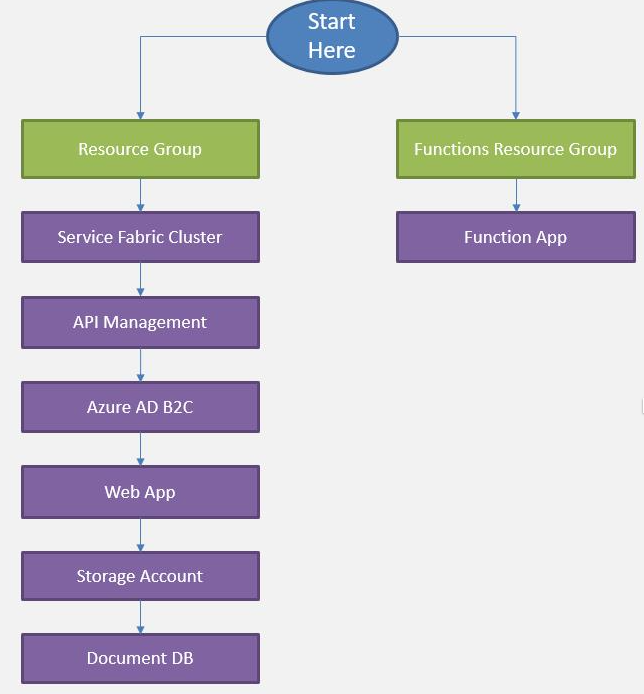 Start
Here
Resource Group
Functions Resource Group
Service Fabric Cluster
Function App
API Management
Azure AD B2C
Web App
Storage Account
Document DB